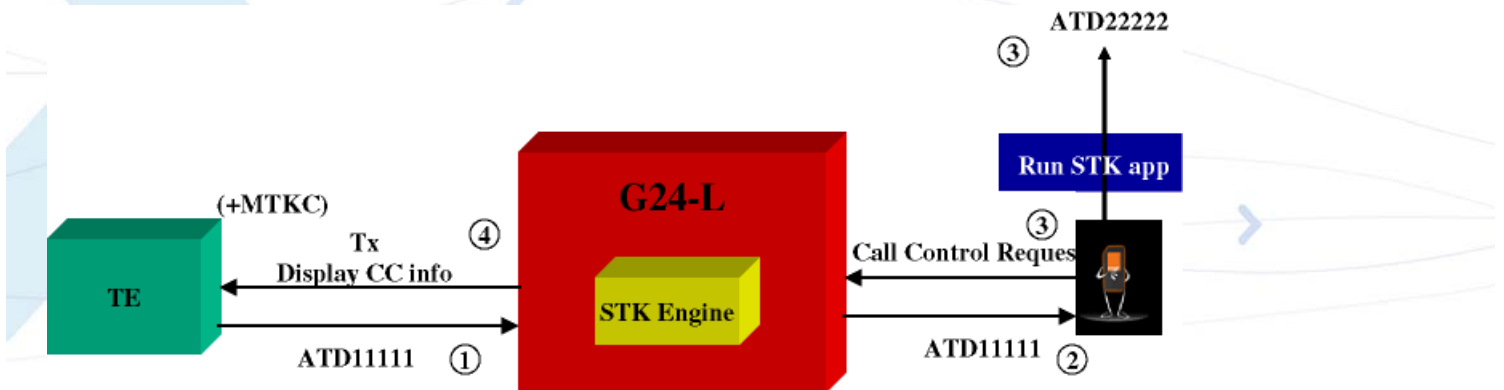 ATD22222
③
Run STK app
G24-L
(+MTKC)
④
③
Tx
Call Control Reques
Display CC info
TE
STK Engine
ATD11111
①
ATD11111
②